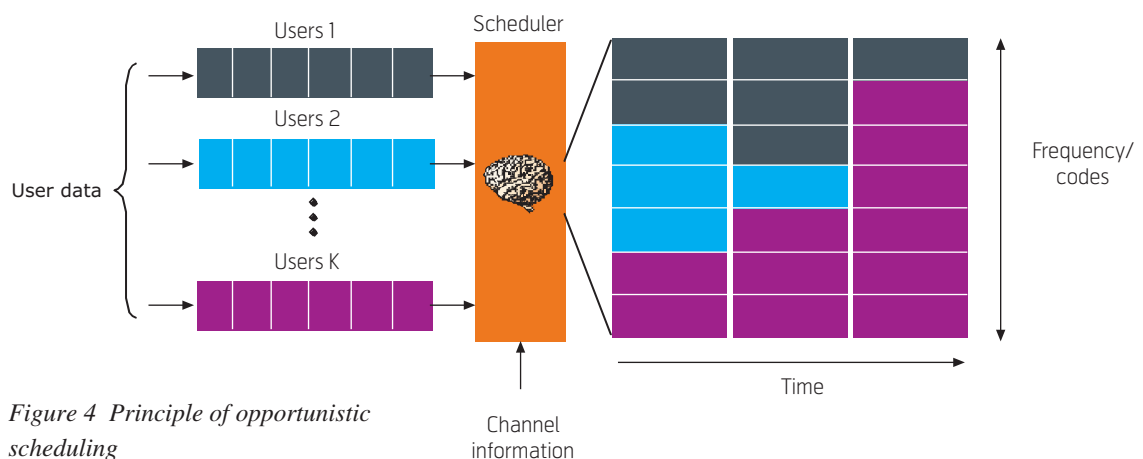 Users 1
Scheduler
Users 2
User data
Users K
Frequency/
codes
Time
Channel
information
Figure 4 Principle of opportunistic
scheduling